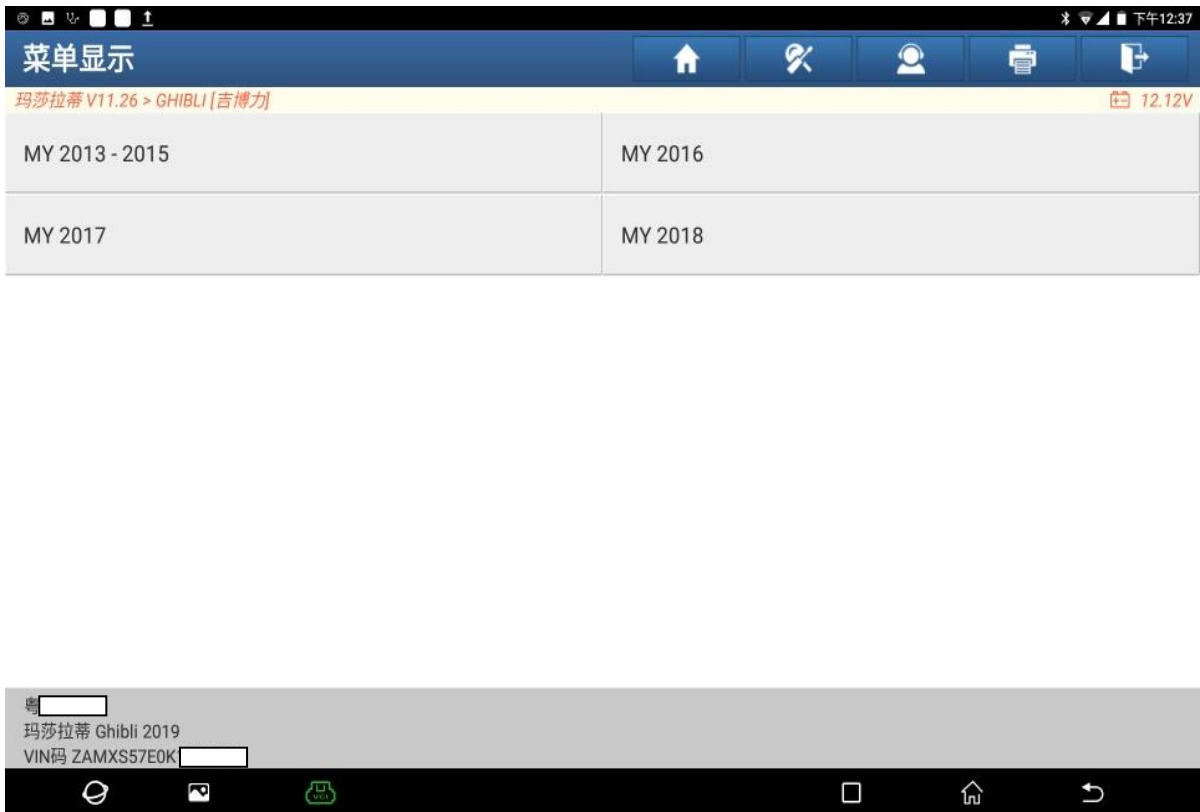 下午12:37
菜单显示
玛莎拉蒂 V11.26 > GHIBLI [吉博力]
12.12V
MY 2013 - 2015
MY 2016
MY 2017
MY 2018
粤
玛莎拉蒂 Ghibli 2019
VIN码 ZAMXS57E0K
VCI